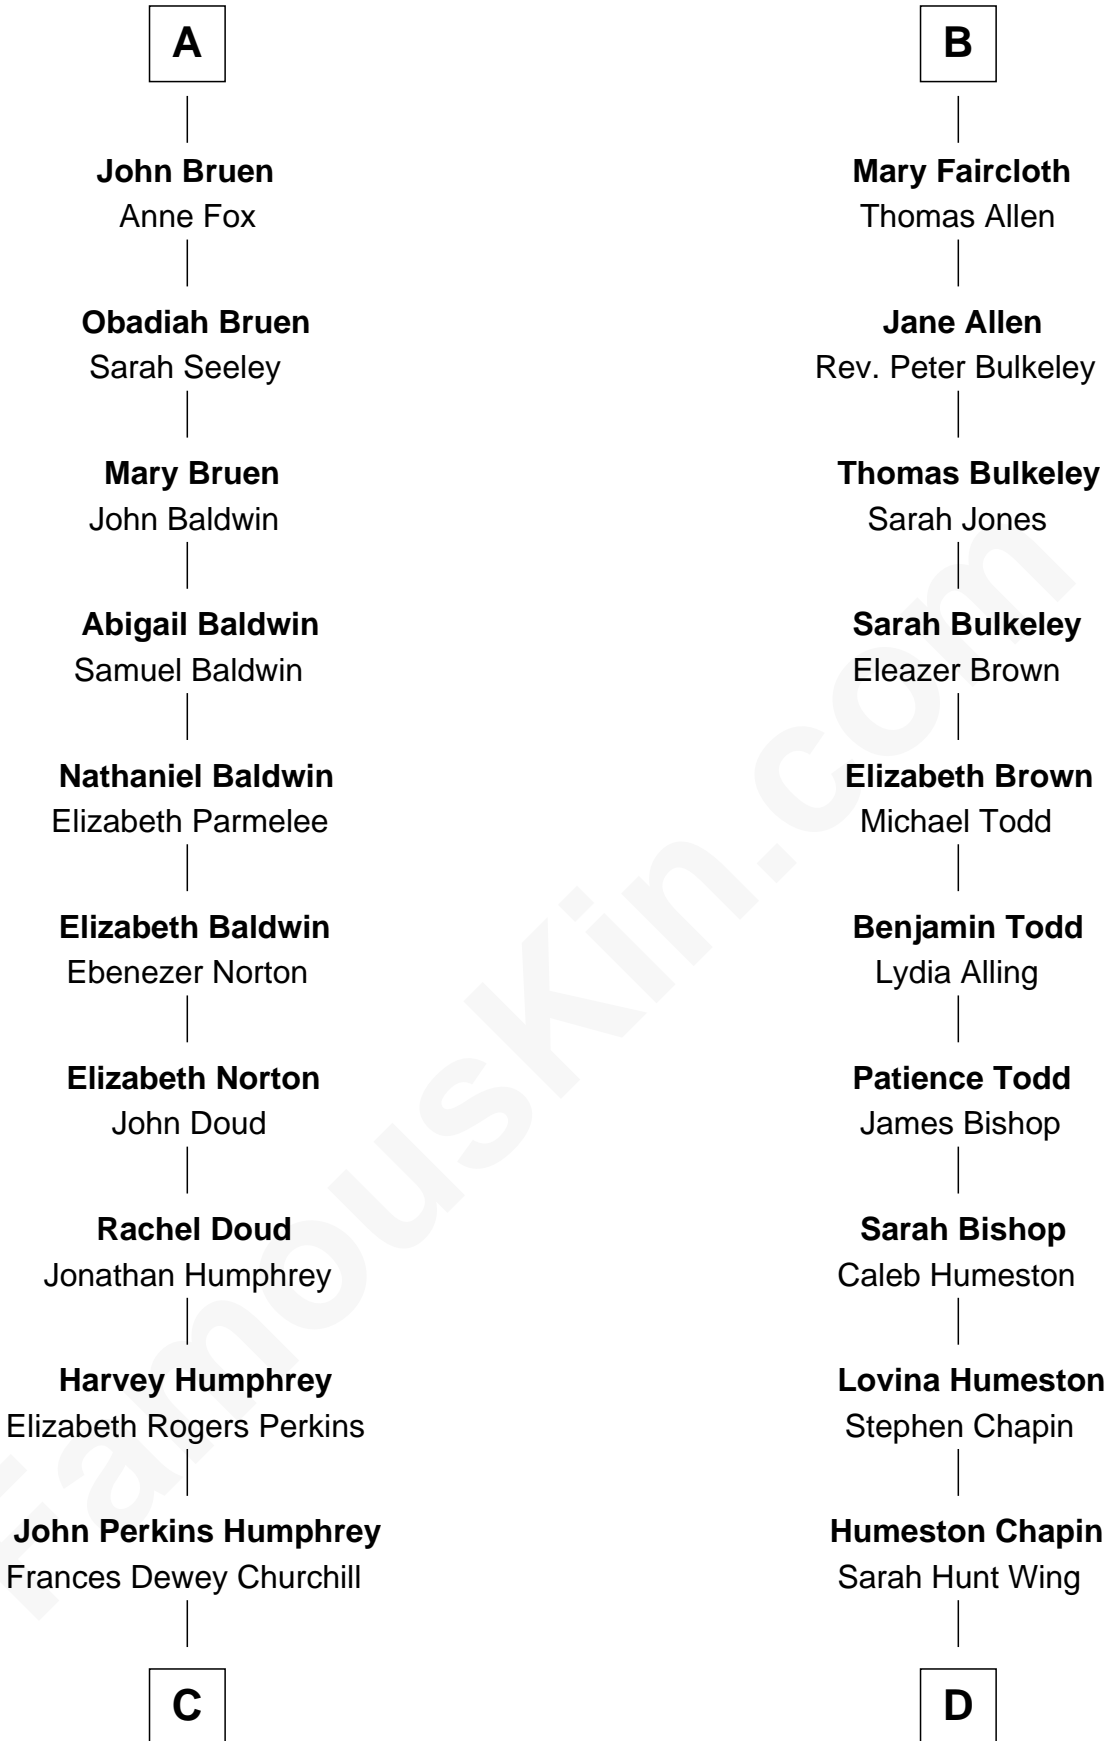 A
John Bruen
Anne Fox
Obadiah Bruen
Sarah Seeley
Mary Bruen
John Baldwin
Abigail Baldwin
Samuel Baldwin
Nathaniel Baldwin
Elizabeth Parmelee
Elizabeth Baldwin
Ebenezer Norton
Elizabeth Norton
John Doud
Rachel Doud
Jonathan Humphrey
Harvey Humphrey
Elizabeth Rogers Perkins
John Perkins Humphrey
Frances Dewey Churchill
C
B
Mary Faircloth
Thomas Allen
Jane Allen
Rev. Peter Bulkeley
Thomas Bulkeley
Sarah Jones
Sarah Bulkeley
Eleazer Brown
Elizabeth Brown
Michael Todd
Benjamin Todd
Lydia Alling
Patience Todd
James Bishop
Sarah Bishop
Caleb Humeston
Lovina Humeston
Stephen Chapin
Humeston Chapin
Sarah Hunt Wing
D
FamousKin.com